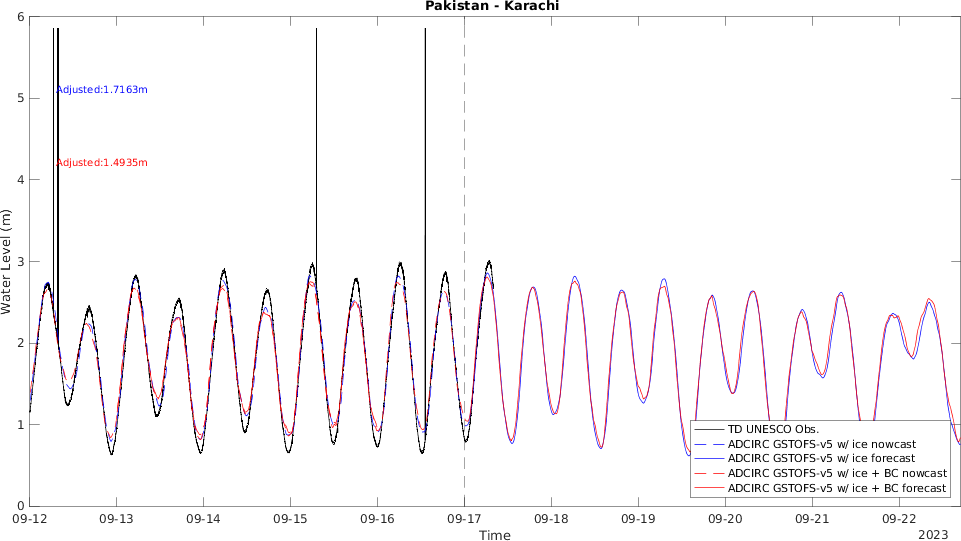 Pakistan - Karachi
6
5
4
3
2
1
0
Water Level (m)
Adjusted:1.7163m
Adjusted:1.4935m
TD UNESCO Obs.
ADCIRC GSTOFS-v5 w/ ice nowcast
ADCIRC GSTOFS-v5 w/ ice forecast
ADCIRC GSTOFS-v5 w/ ice + BC nowcast
ADCIRC GSTOFS-v5 w/ ice + BC forecast
09-12 09-13 09-14 09-15 09-16 09-17 09-18 09-19 09-20 09-21 09-22
Time
2023